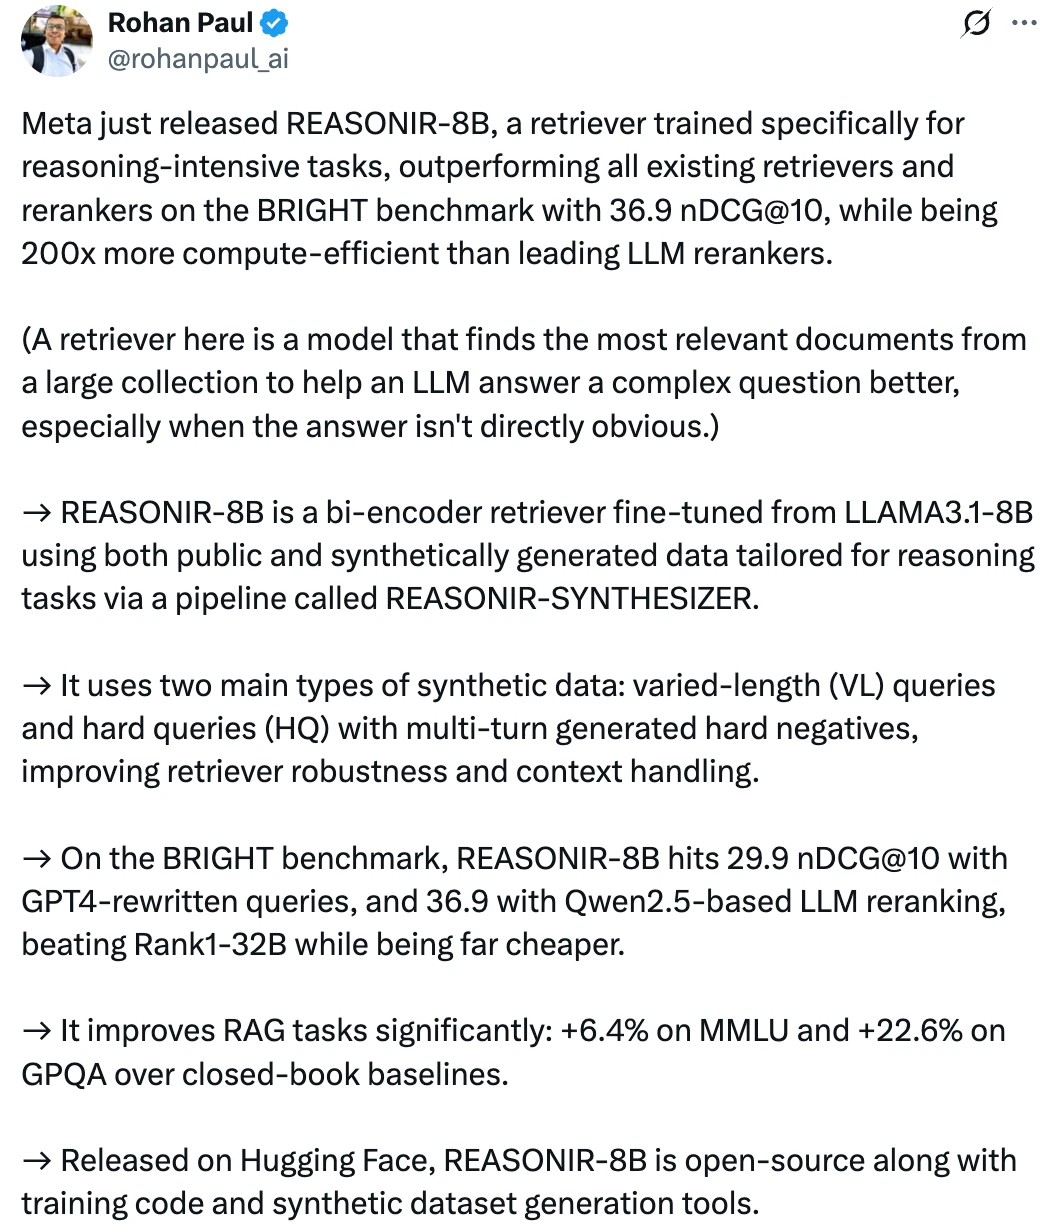 Rohan Paul
@rohanpaul_ai
Meta just released REASONIR-8B, a retriever trained specifically for
reasoning-intensive tasks, outperforming all existing retrievers and
rerankers on the BRIGHT benchmark with 36.9 nDCG@10, while being
200x more compute-efficient than leading LLM rerankers.
(A retriever here is a model that finds the most relevant documents from
a large collection to help an LLM answer a complex question better,
especially when the answer isn't directly obvious.)
→ REASONIR-8B is a bi-encoder retriever fine-tuned from LLAMA3.1-8B
using both public and synthetically generated data tailored for reasoning
tasks via a pipeline called REASONIR-SYNTHESIZER.
→ It uses two main types of synthetic data: varied-length (VL) queries
and hard queries (HQ) with multi-turn generated hard negatives,
improving retriever robustness and context handling.
→ On the BRIGHT benchmark, REASONIR-8B hits 29.9 nDCG@10 with
GPT4-rewritten queries, and 36.9 with Qwen2.5-based LLM reranking,
beating Rank1-32B while being far cheaper.
→ It improves RAG tasks significantly: +6.4% on MMLU and +22.6% on
GPQA over closed-book baselines.
→ Released on Hugging Face, REASONIR-8B is open-source along with
training code and synthetic dataset generation tools.